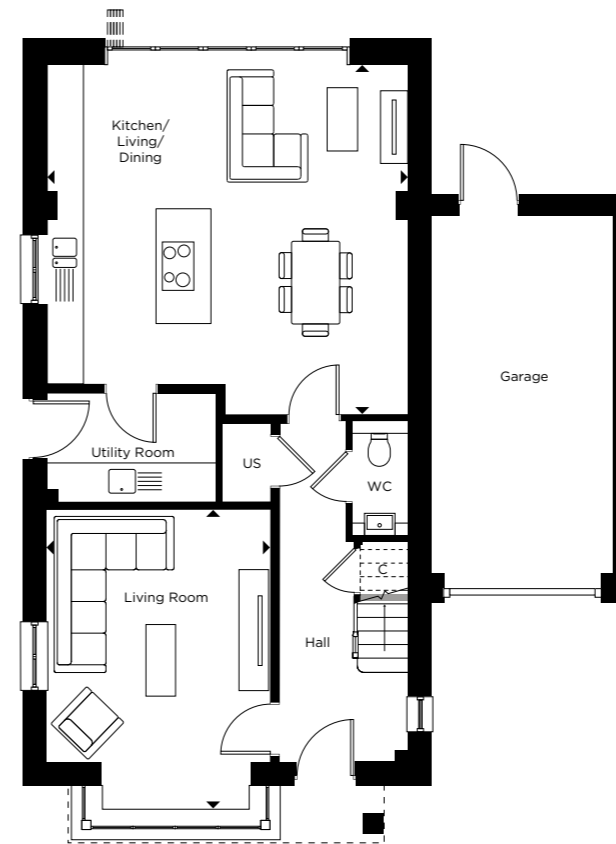 Kitchen/
Living/
Dining
Garage
Utility Room
US
WC
Living Room
C
Hall